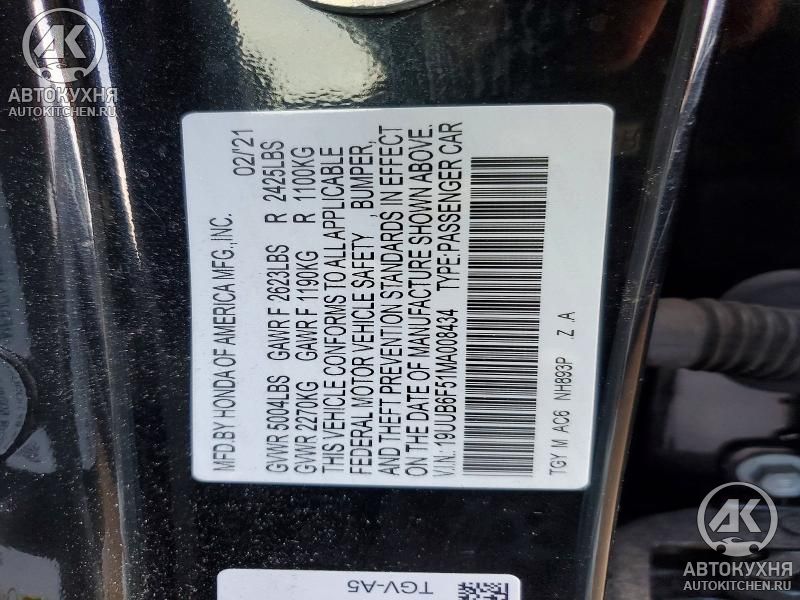 MFD.BY HONDA OF AMERICA MFG.,INC. 02/'21
GVWR 5004LBS GAWR F 2623LBS R 2425LBS
GVWR 2270KG GAWR F 1190KG R 1100KG
THIS VEHICLE CONFORMS TO ALL APPLICABLE
FEDERAL MOTOR VEHICLE SAFETY , BUMPER,
AND THEFT PREVENTION STANDARDS IN EFFECT
ON THE DATE OF MANUFACTURE SHOWN ABOVE.
V.I.N.: 19UUB6F51MA008434 TYPE:PASSENGER CAR
TGY M AC6 NH893P .Z .A
TGV-A5
АК
АВТОКУХНЯ
AUTOKITCHEN.RU
АК
АВТОКУХНЯ
AUTOKITCHEN.RU